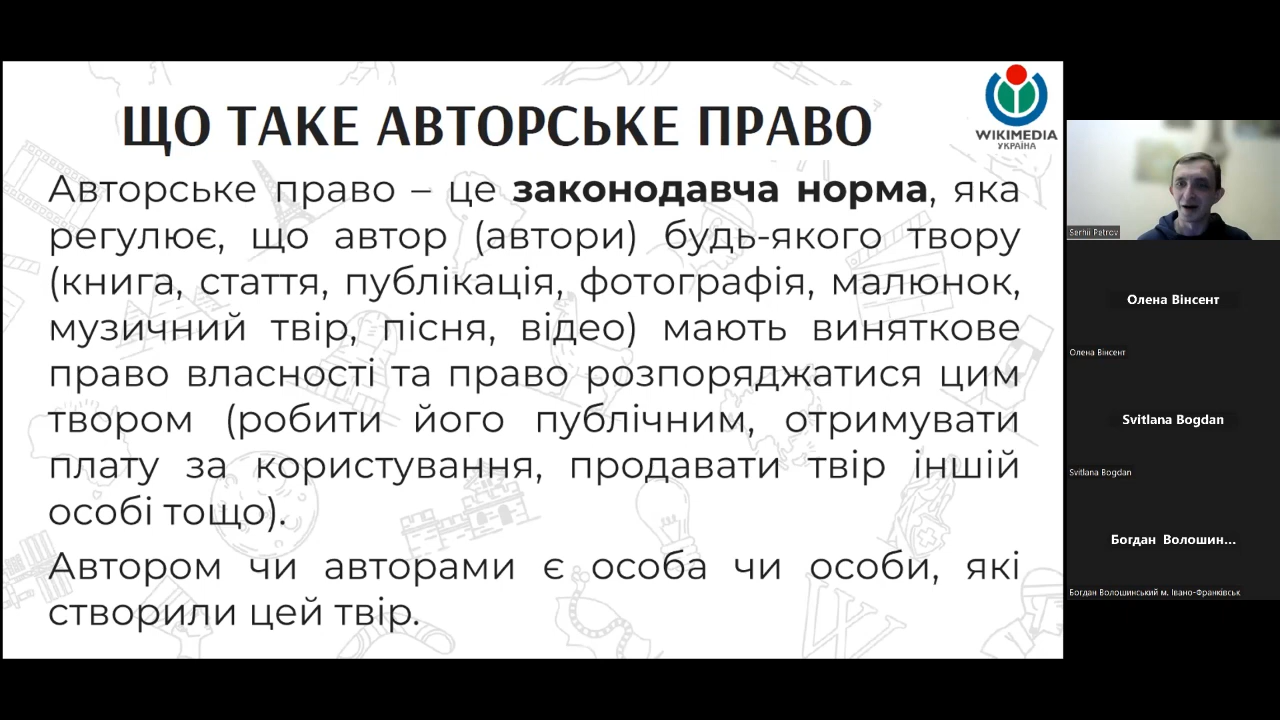 ЩО ТАКЕ АВТОРСЬКЕ ПРАВО
WIKIMEDIA
УКРАЇНА
Авторське право – це законодавча норма, яка
регулює, що автор (автори) будь-якого твору
(книга, стаття, публікація, фотографія, малюнок,
музичний твір, пісня, відео) мають виняткове
право власності та право розпоряджатися цим
твором (робити його публічним, отримувати
плату за користування, продавати твір іншій
особі тощо).
Автором чи авторами є особа чи особи, які
створили цей твір.
Serhii Petrov
Олена Вінсент
Олена Вінсент
Svitlana Bogdan
Svitlana Bogdan
Богдан Волошин...
Богдан Волошинський м. Івано-Франківськ